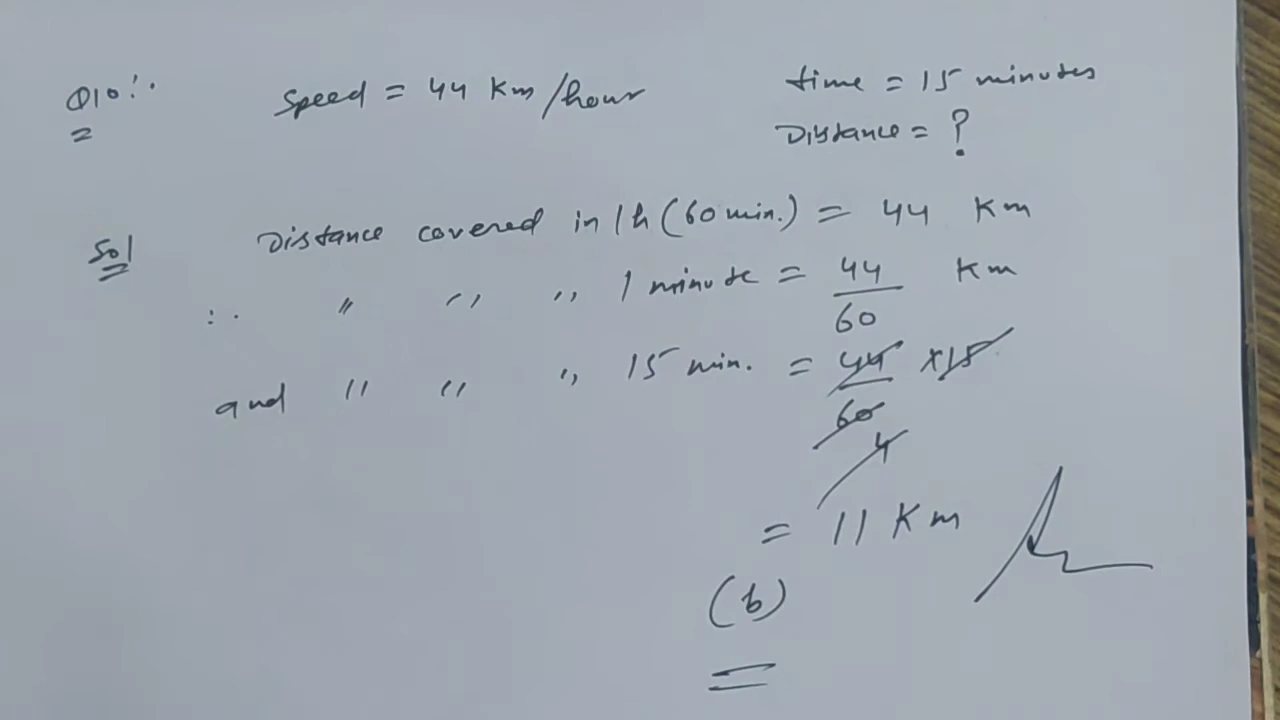 Q10:.
Speed = 44 Km/hour
time = 15 minutes
Distance = ?
Sol
Distance covered in 1h (60 min.) = 44 Km
∴ " " " 1 minute = 44/60 Km
and " " " 15 min. = 44/60 × 15
4
= 11 Km
(b)